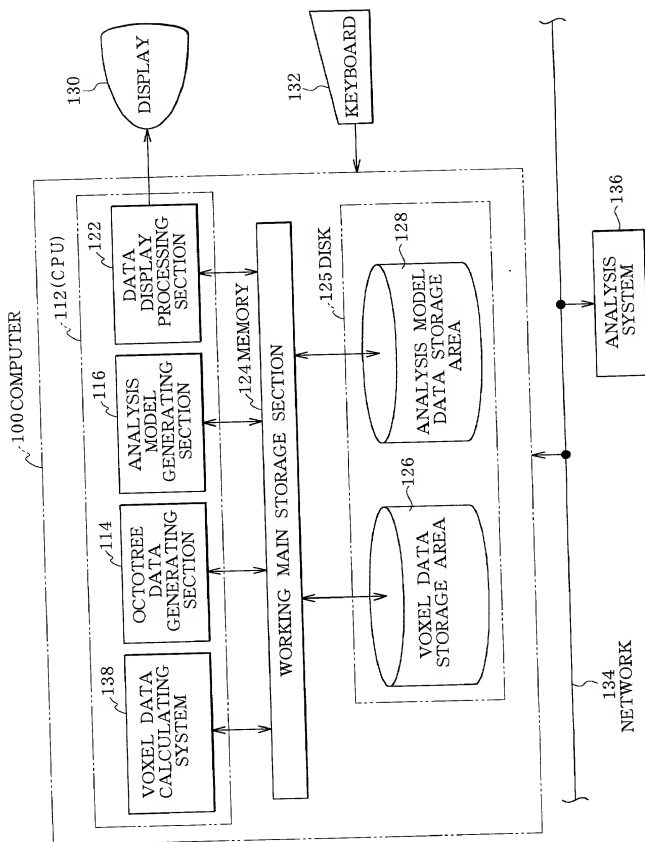 100 COMPUTER
112 (CPU)
138
VOXEL DATA
CALCULATING
SYSTEM
114
OCTOTREE
DATA
GENERATING
SECTION
116
ANALYSIS
MODEL
GENERATING
SECTION
122
DATA
DISPLAY
PROCESSING
SECTION
130
DISPLAY
124 MEMORY
WORKING MAIN STORAGE SECTION
132
KEYBOARD
125 DISK
126
VOXEL DATA
STORAGE AREA
128
ANALYSIS MODEL
DATA STORAGE
AREA
134
NETWORK
136
ANALYSIS
SYSTEM